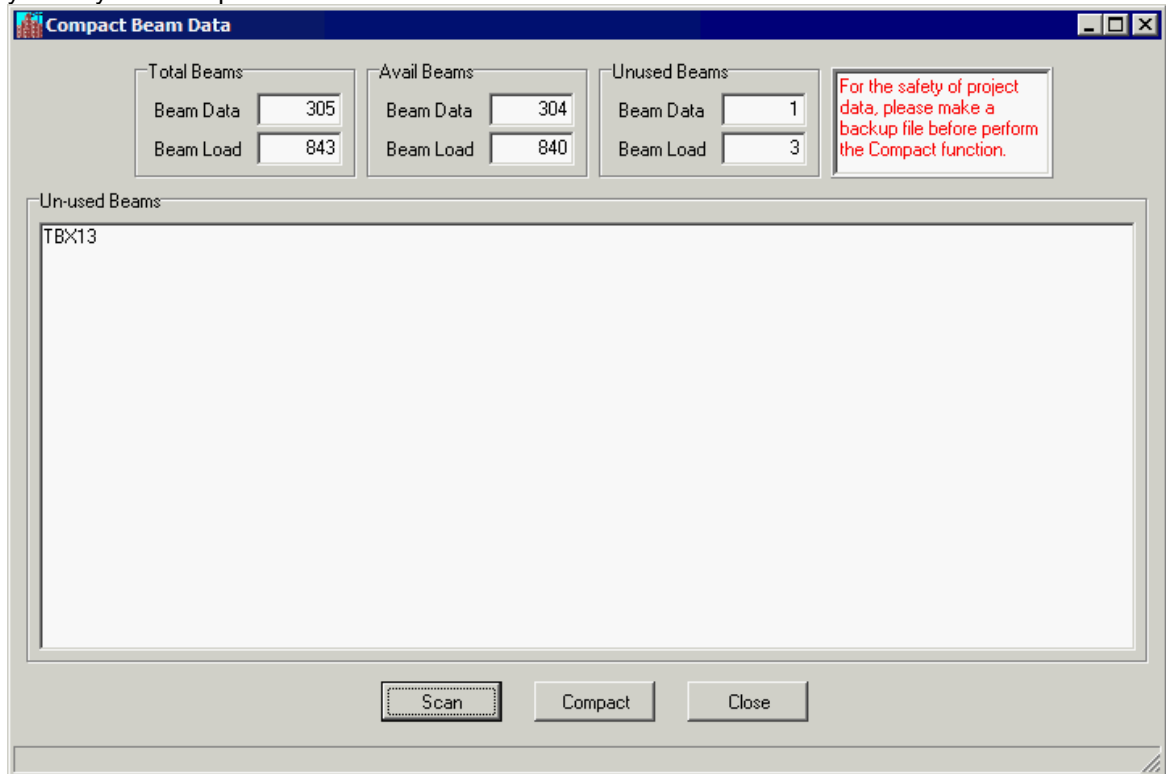 Compact Beam Data
Total Beams
Beam Data 305
Beam Load 843
Avail Beams
Beam Data 304
Beam Load 840
Unused Beams
Beam Data 1
Beam Load 3
For the safety of project
data, please make a
backup file before perform
the Compact function.
Un-used Beams
TBX13
Scan
Compact
Close